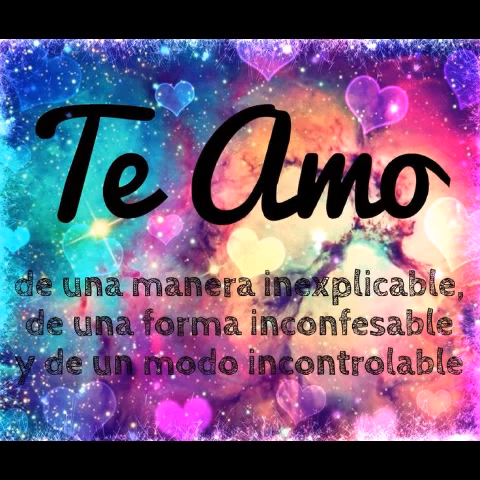 Te Amo
de una manera inexplicable,
de una forma inconfesable
y de un modo incontrolable